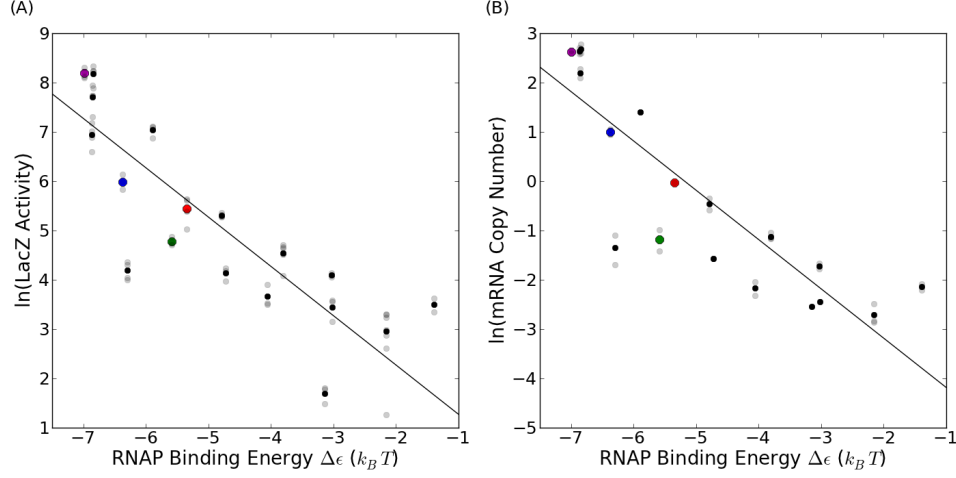 (A)
9
8
7
6
5
4
3
2
1
ln(LacZ Activity)
−7 −6 −5 −4 −3 −2 −1
RNAP Binding Energy Δϵ (k_B T)
(B)
3
2
1
0
−1
−2
−3
−4
−5
ln(mRNA Copy Number)
−7 −6 −5 −4 −3 −2 −1
RNAP Binding Energy Δϵ (k_B T)